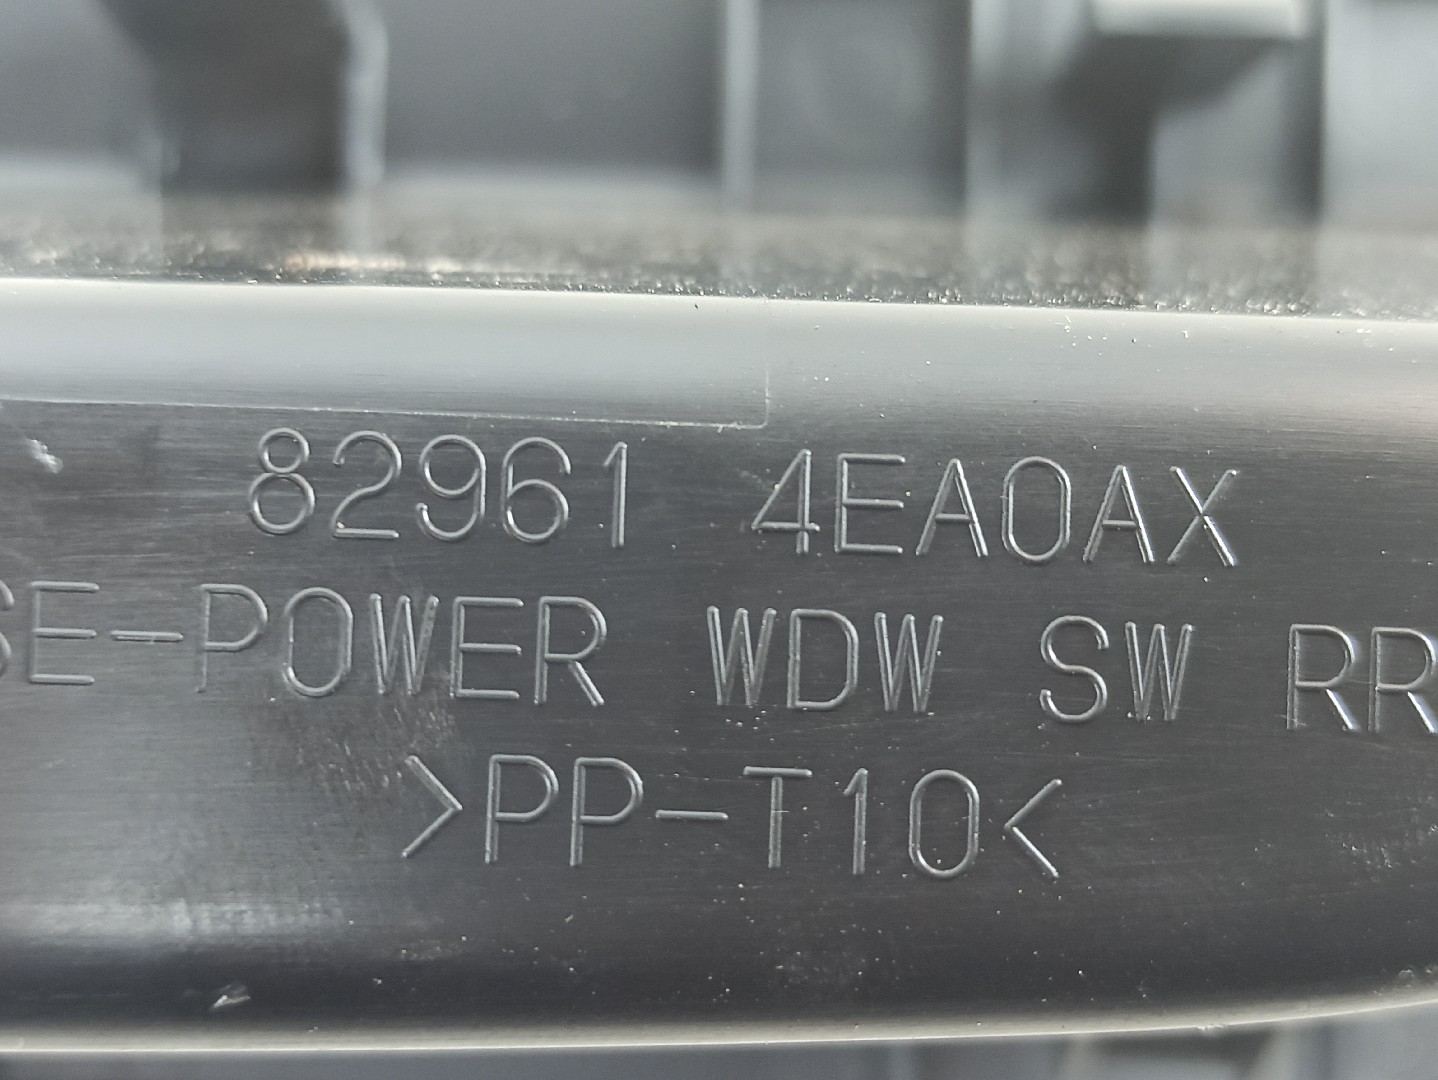 82961 4EA0AX
SE-POWER WDW SW RR
>PP-T10<